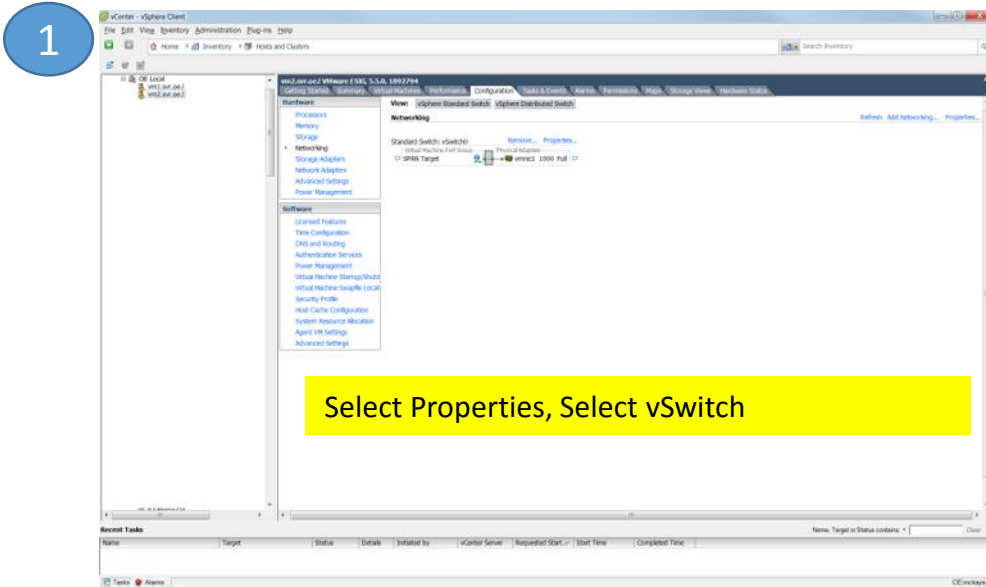 1
vCenter - vSphere Client
File Edit View Inventory Administration Plug-ins Help
Home Inventory Hosts and Clusters
Search Inventory
OE Local
vm1.svr.oe.l
vm2.svr.oe.l
vm2.svr.oe.l VMware ESXi, 5.5.0, 1892794
Getting Started Summary Virtual Machines Performance Configuration Tasks & Events Alarms Permissions Maps Storage Views Hardware Status
Hardware
Processors
Memory
Storage
Networking
Storage Adapters
Network Adapters
Advanced Settings
Power Management
Software
Licensed Features
Time Configuration
DNS and Routing
Authentication Services
Power Management
Virtual Machine Startup/Shutd
Virtual Machine Swapfile Locat
Security Profile
Host Cache Configuration
System Resource Allocation
Agent VM Settings
Advanced Settings
View: vSphere Standard Switch vSphere Distributed Switch
Networking
Refresh Add Networking... Properties...
Standard Switch: vSwitch0 Remove... Properties...
Virtual Machine Port Group Physical Adapters
SPAN Target vmnic1 1000 Full
Select Properties, Select vSwitch
Recent Tasks
Name, Target or Status contains: Clear
Name Target Status Details Initiated by vCenter Server Requested Start... Start Time Completed Time
Tasks Alarms